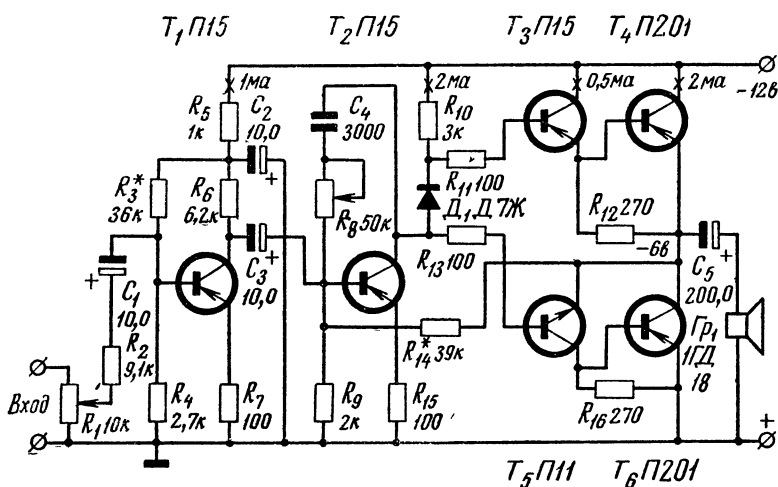 T₁ П15 T₂ П15 T₃ П15 T₄ П201
1ма 2ма 0,5ма 2ма
-12в
R₅
1к
C₂
10,0
+
C₄
3000
R₁₀
3к
R₃*
36к
R₆
6,2к
R₈ 50к
R₁₁ 100
Д₁ Д7Ж
R₁₂ 270
-6в
+
C₁
10,0
C₃
10,0
+
R₁₃ 100
C₅
200,0
+
R₂
9,1к
R₁₄* 39к
Гр₁
1ГД
18
Вход
R₁ 10к
R₄
2,7к
R₇
100
R₉
2к
R₁₅
100
R₁₆ 270
+
T₅ П11 T₆ П201